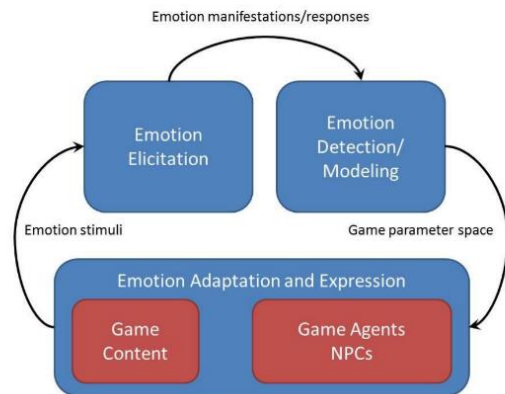 Emotion manifestations/responses
Emotion
Elicitation
Emotion
Detection/
Modeling
Emotion stimuli
Game parameter space
Emotion Adaptation and Expression
Game
Content
Game Agents
NPCs